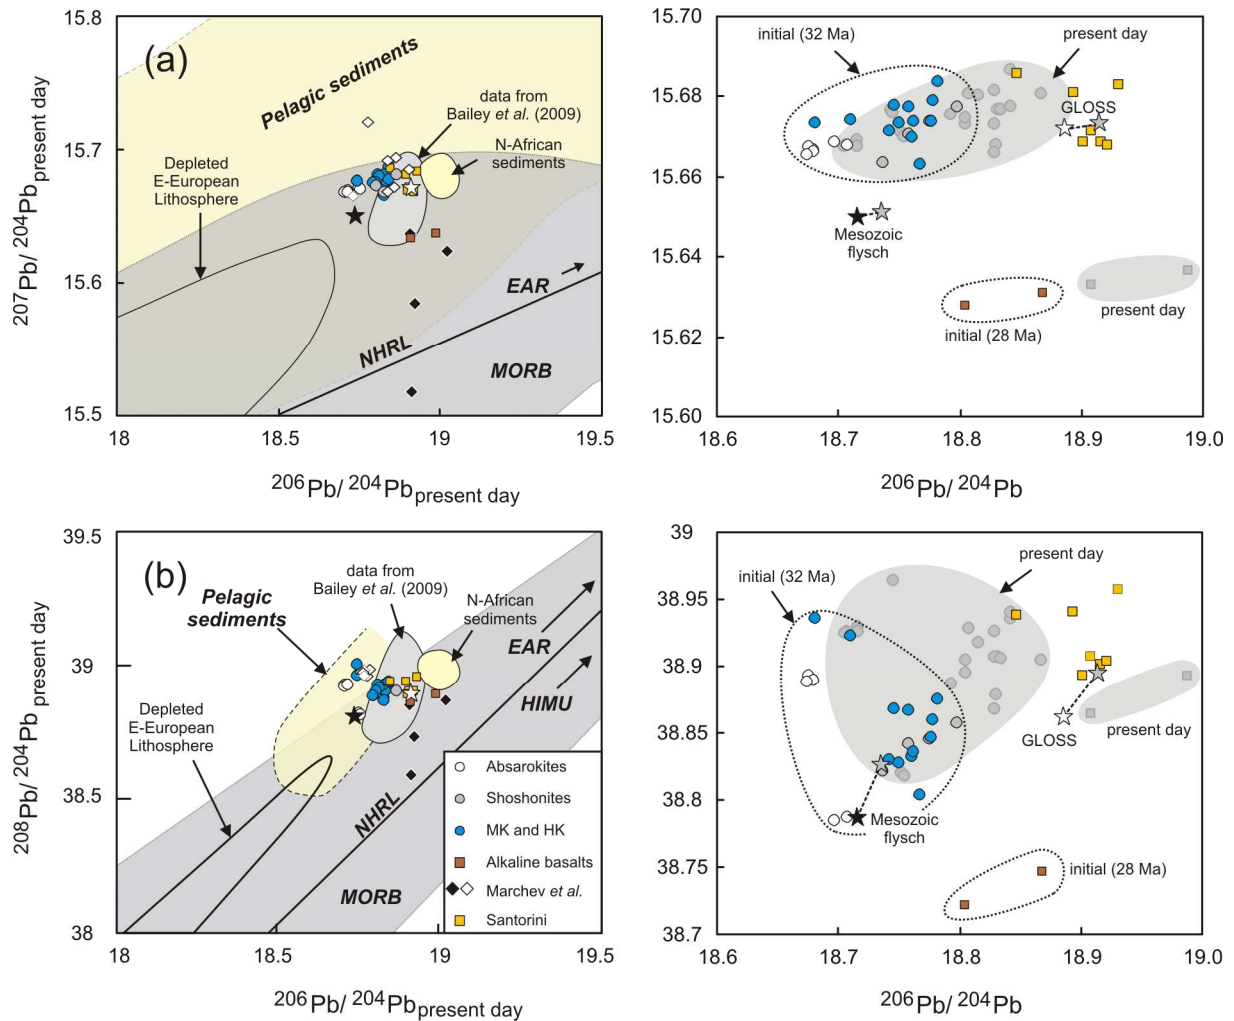 15.8
15.7
15.6
15.5
207Pb/ 204Pb present day
(a)
Pelagic sediments
data from
Bailey et al. (2009)
N-African
sediments
Depleted
E-European
Lithosphere
EAR
NHRL
MORB
18
18.5
19
19.5
206Pb/ 204Pb present day
15.70
15.68
15.66
15.64
15.62
15.60
initial (32 Ma)
present day
GLOSS
Mesozoic
flysch
initial (28 Ma)
present day
18.6
18.7
18.8
18.9
19.0
206Pb/ 204Pb
39.5
39
38.5
38
208Pb/ 204Pb present day
(b)
Pelagic
sediments
data from
Bailey et al. (2009)
N-African
sediments
EAR
HIMU
Depleted
E-European
Lithosphere
NHRL
MORB
Absarokites
Shoshonites
MK and HK
Alkaline basalts
Marchev et al.
Santorini
18
18.5
19
19.5
206Pb/ 204Pb present day
39
38.95
38.9
38.85
38.8
38.75
38.7
initial (32 Ma)
present day
GLOSS
present day
Mesozoic
flysch
initial (28 Ma)
18.6
18.7
18.8
18.9
19.0
206Pb/ 204Pb